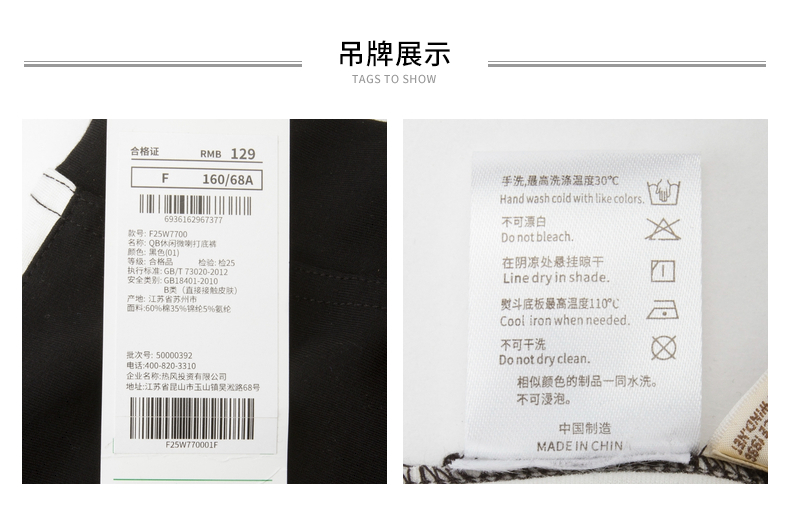 吊牌展示
TAGS TO SHOW
合格证 RMB 129
F 160/68A
6936162967377
款号: F25W7700
名称: QB休闲微喇打底裤
颜色: 黑色(01)
等级: 合格品 检验: 检25
执行标准: GB/T 73020-2012
安全类别: GB18401-2010
B类（直接接触皮肤）
产地: 江苏省苏州市
面料:60%棉35%锦纶5%氨纶
批次号: 50000392
电话:400-820-3310
企业名称:热风投资有限公司
地址:江苏省昆山市玉山镇吴淞路68号
F25W770001F
手洗,最高洗涤温度30℃
Hand wash cold with like colors.
不可漂白
Do not bleach.
在阴凉处悬挂晾干
Line dry in shade.
熨斗底板最高温度110℃
Cool iron when needed.
不可干洗
Do not dry clean.
相似颜色的制品一同水洗。
不可浸泡。
中国制造
MADE IN CHIN